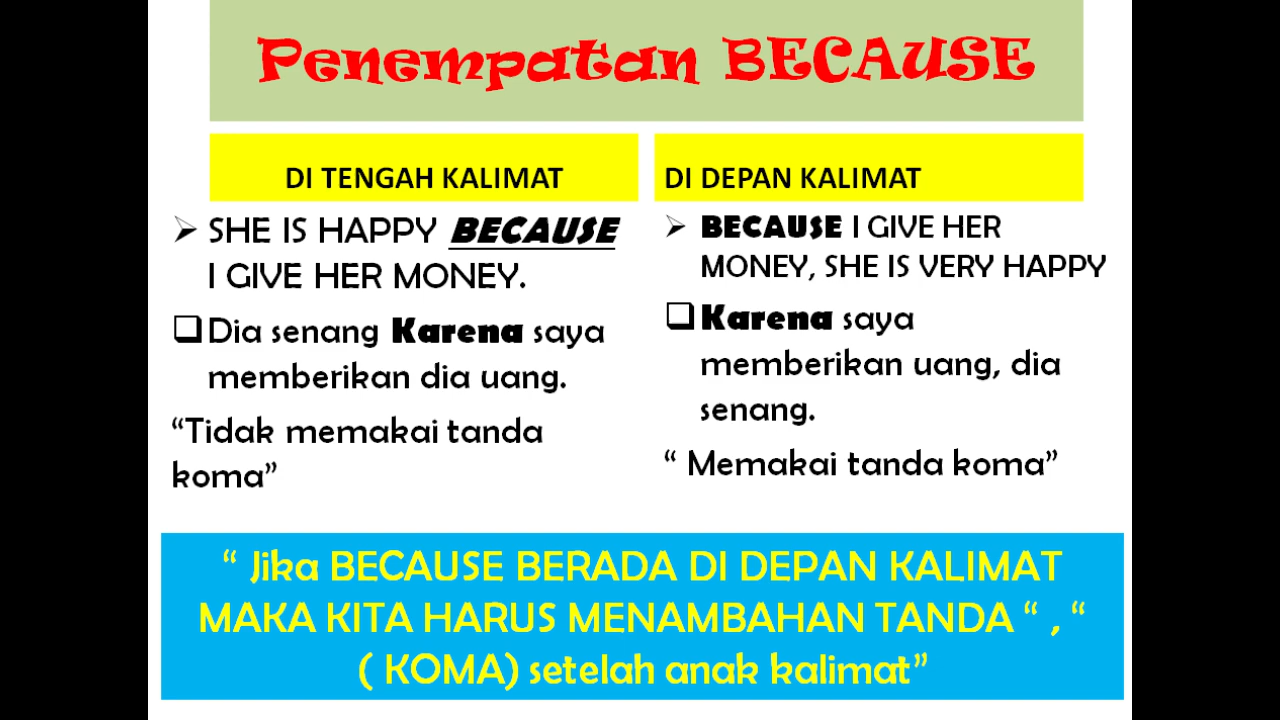 Penempatan BECAUSE
DI TENGAH KALIMAT
➢ SHE IS HAPPY BECAUSE
I GIVE HER MONEY.
❑ Dia senang Karena saya
memberikan dia uang.
“Tidak memakai tanda
koma”
DI DEPAN KALIMAT
➢ BECAUSE I GIVE HER
MONEY, SHE IS VERY HAPPY
❑ Karena saya
memberikan uang, dia
senang.
“ Memakai tanda koma”
“ Jika BECAUSE BERADA DI DEPAN KALIMAT
MAKA KITA HARUS MENAMBAHAN TANDA “ , “
( KOMA) setelah anak kalimat”